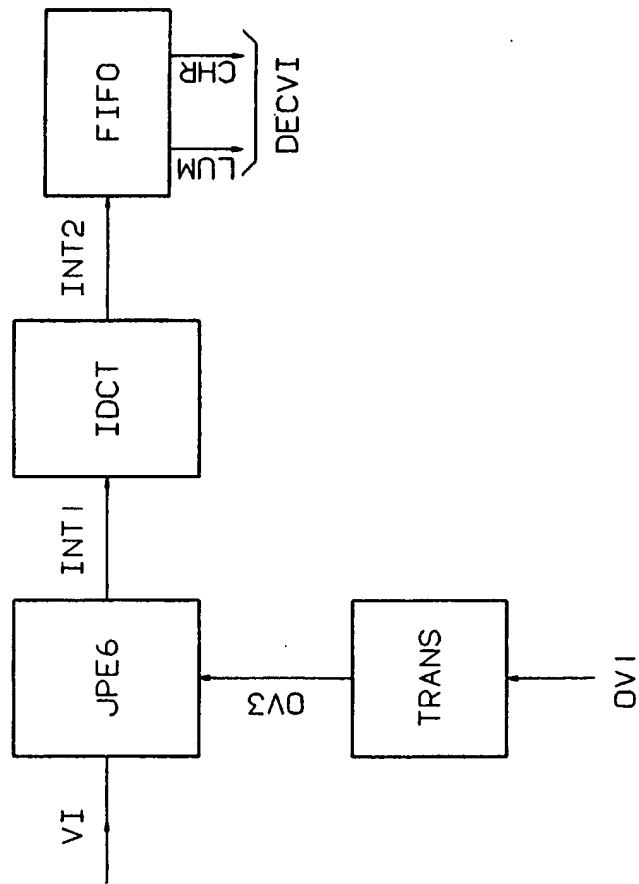 VI
JPE6
INT1
IDCT
INT2
FIFO
LUM
CHR
DECVI
OV3
TRANS
OV1